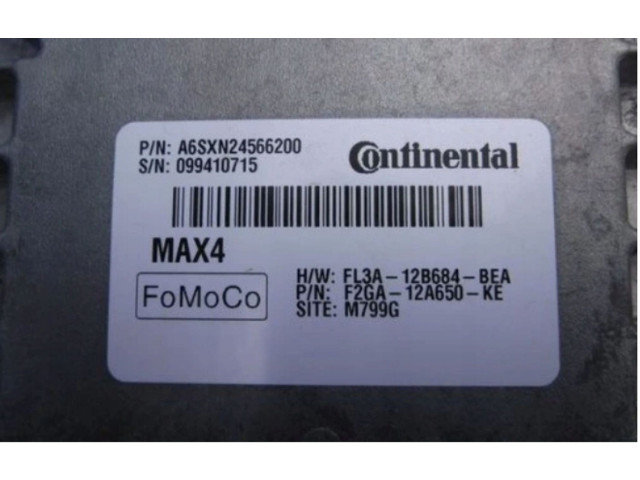 P/N: A6SXN24566200
S/N: 099410715
Continental
MAX4
FoMoCo
H/W: FL3A-12B684-BEA
P/N: F2GA-12A650-KE
SITE: M799G